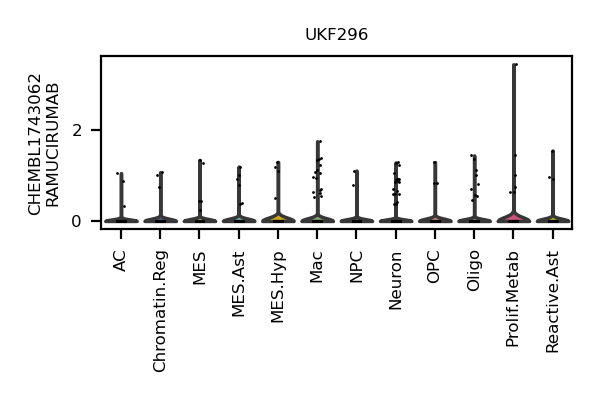 UKF296
CHEMBL1743062
RAMUCIRUMAB
2
0
AC
Chromatin.Reg
MES
MES.Ast
MES.Hyp
Mac
NPC
Neuron
OPC
Oligo
Prolif.Metab
Reactive.Ast